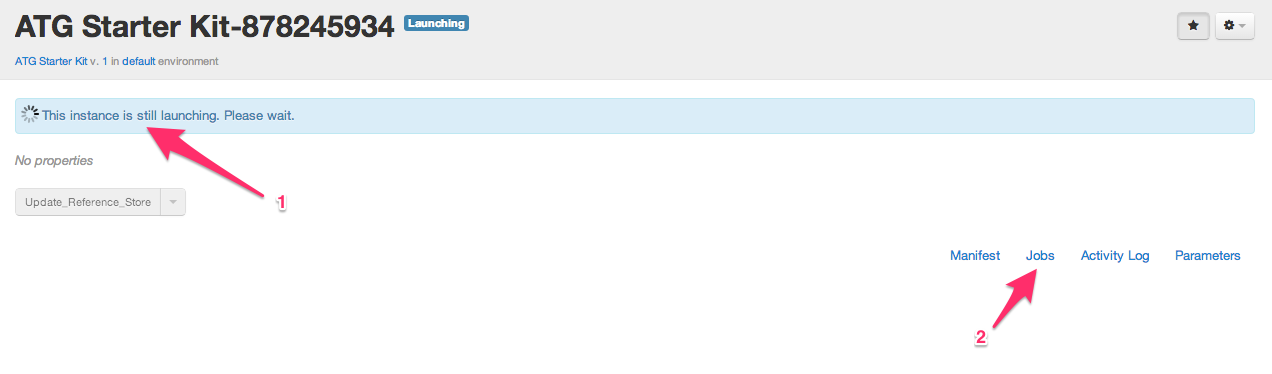 ATG Starter Kit-878245934 Launching
ATG Starter Kit v. 1 in default environment
This instance is still launching. Please wait.
No properties
1
Update_Reference_Store
Manifest Jobs Activity Log Parameters
2